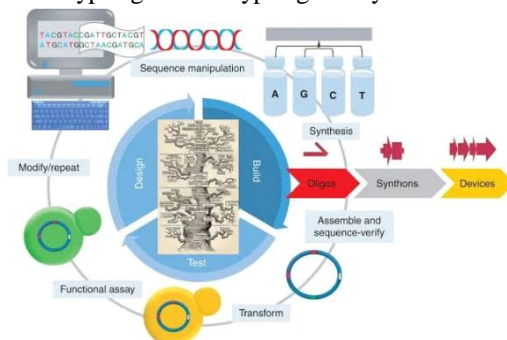 TACGTACCGATTGCTACGT
ATGCATGGCTAACGATGCA
Sequence manipulation
A G C T
Synthesis
Modify/repeat
Design
Build
Test
Oligos
Synthons
Devices
Assemble and
sequence-verify
Functional assay
Transform